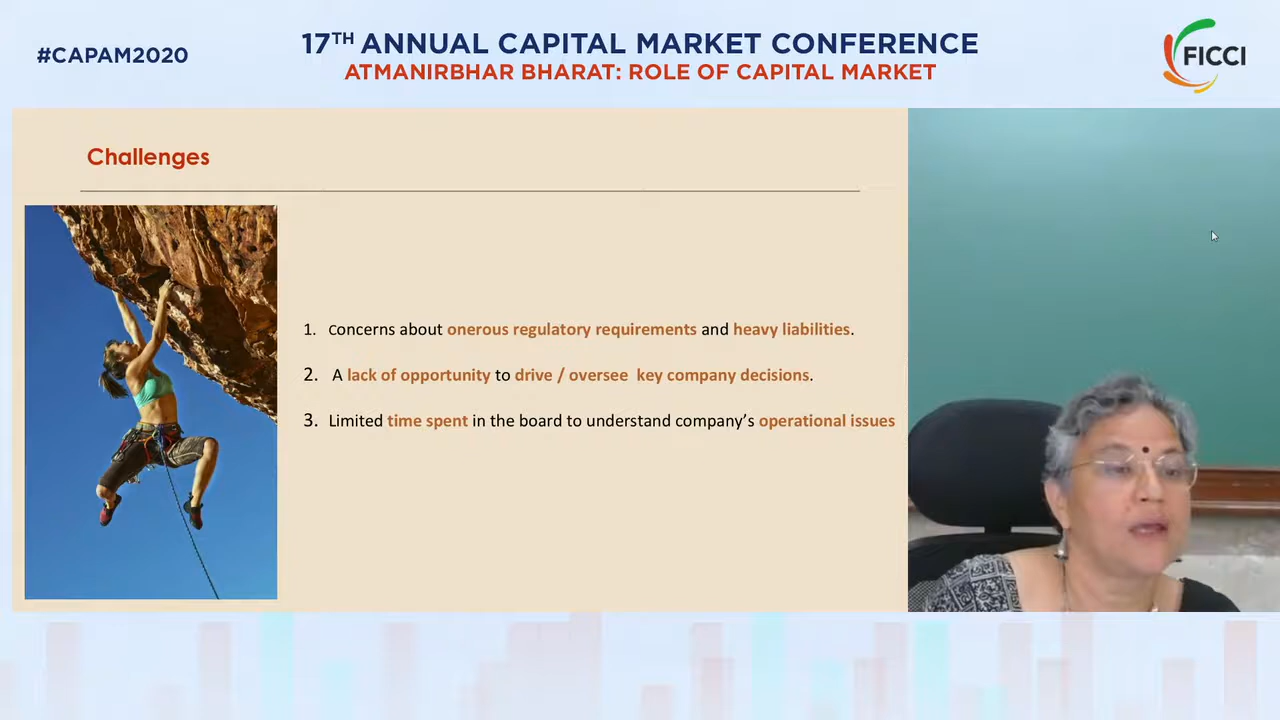 #CAPAM2020
17TH ANNUAL CAPITAL MARKET CONFERENCE
ATMANIRBHAR BHARAT: ROLE OF CAPITAL MARKET
FICCI
Challenges
1. Concerns about onerous regulatory requirements and heavy liabilities.
2. A lack of opportunity to drive / oversee key company decisions.
3. Limited time spent in the board to understand company's operational issues